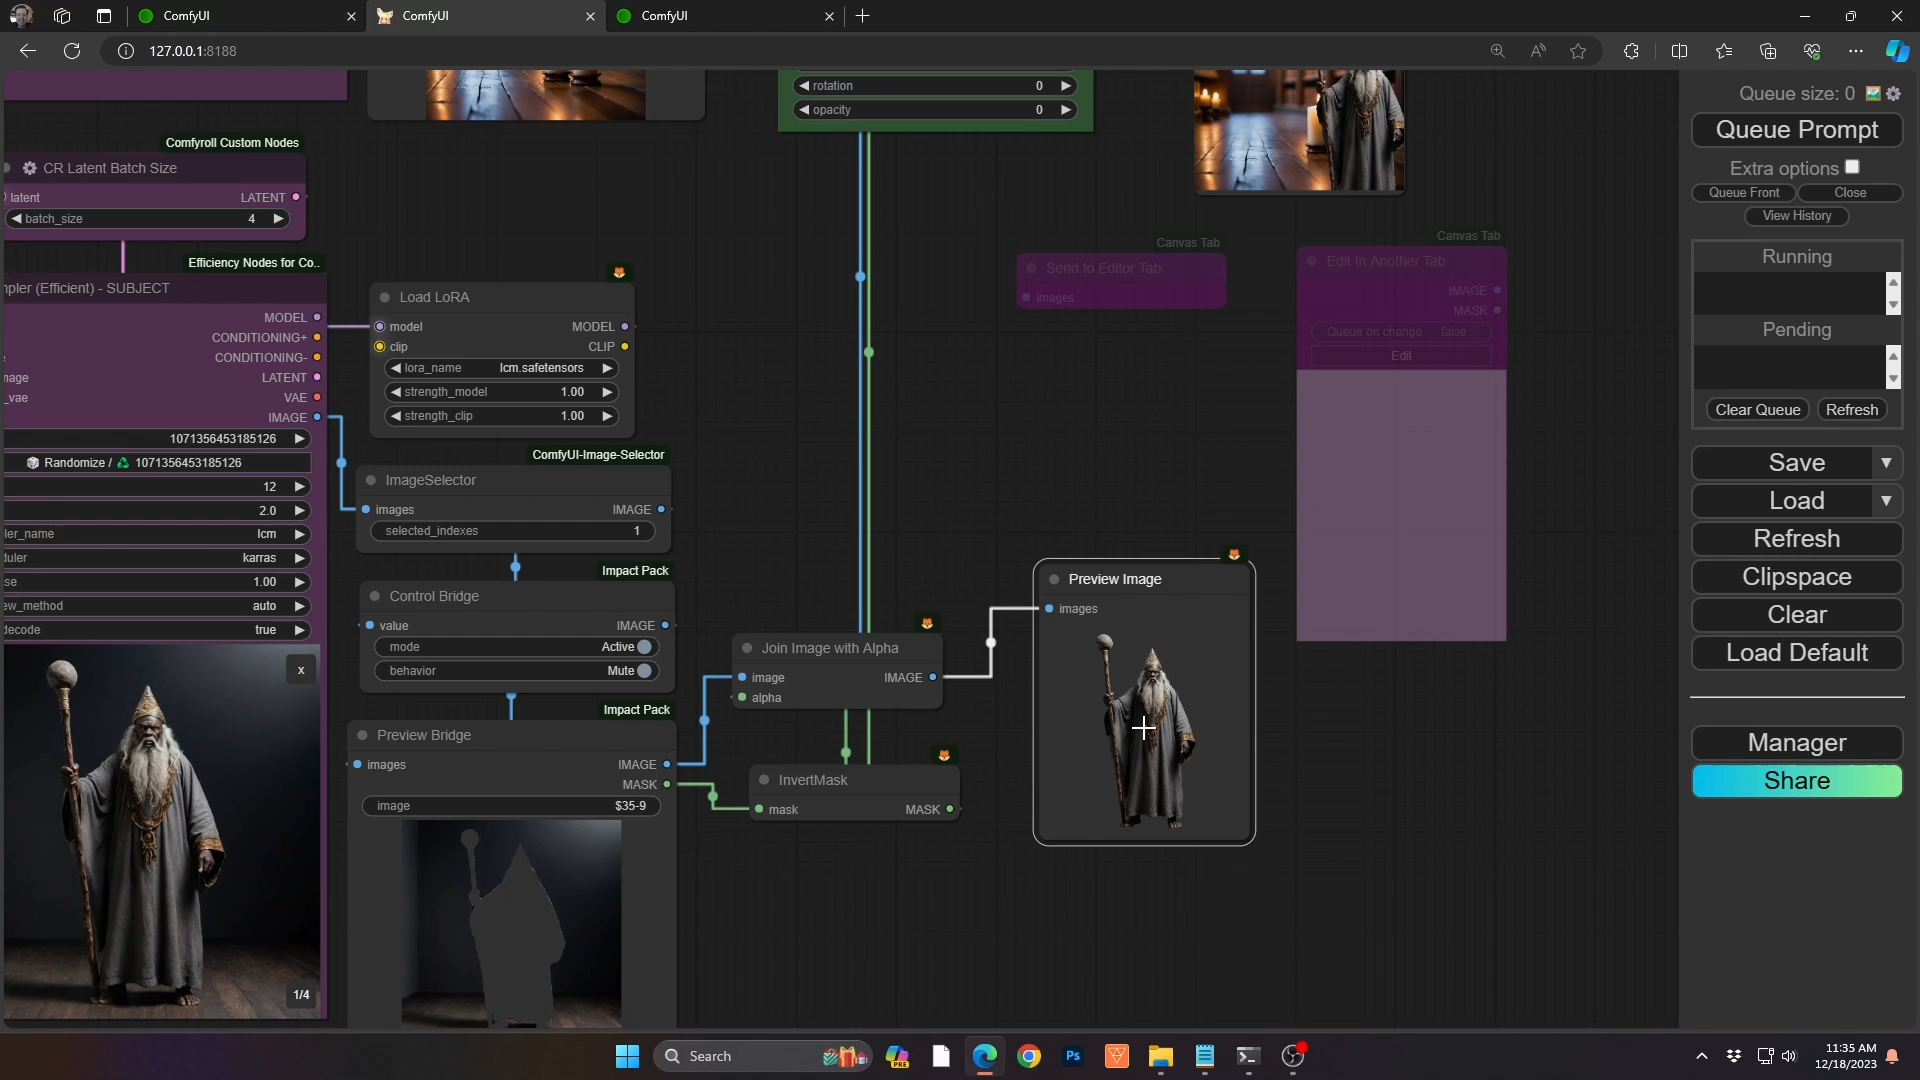 ComfyUI
ComfyUI
ComfyUI
127.0.0.1:8188
rotation 0
opacity 0
Comfyroll Custom Nodes
CR Latent Batch Size
latent LATENT
batch_size 4
Efficiency Nodes for Co..
mpler (Efficient) - SUBJECT
MODEL
CONDITIONING+
CONDITIONING-
LATENT
VAE
IMAGE
_vae
1071356453185126
Randomize / 1071356453185126
12
2.0
ler_name lcm
duler karras
se 1.00
ew_method auto
decode true
x
1/4
Load LoRA
model MODEL
clip CLIP
lora_name lcm.safetensors
strength_model 1.00
strength_clip 1.00
ComfyUI-Image-Selector
ImageSelector
images IMAGE
selected_indexes 1
Impact Pack
Control Bridge
value IMAGE
mode Active
behavior Mute
Impact Pack
Preview Bridge
images IMAGE
MASK
image $35-9
Join Image with Alpha
image IMAGE
alpha
InvertMask
mask MASK
Canvas Tab
Send to Editor Tab
images
Canvas Tab
Edit In Another Tab
IMAGE
MASK
Queue on change false
Edit
Preview Image
images
Queue size: 0
Queue Prompt
Extra options
Queue Front Close
View History
Running
Pending
Clear Queue Refresh
Save
Load
Refresh
Clipspace
Clear
Load Default
Manager
Share
Search
PRE
Ps
11:35 AM
12/18/2023